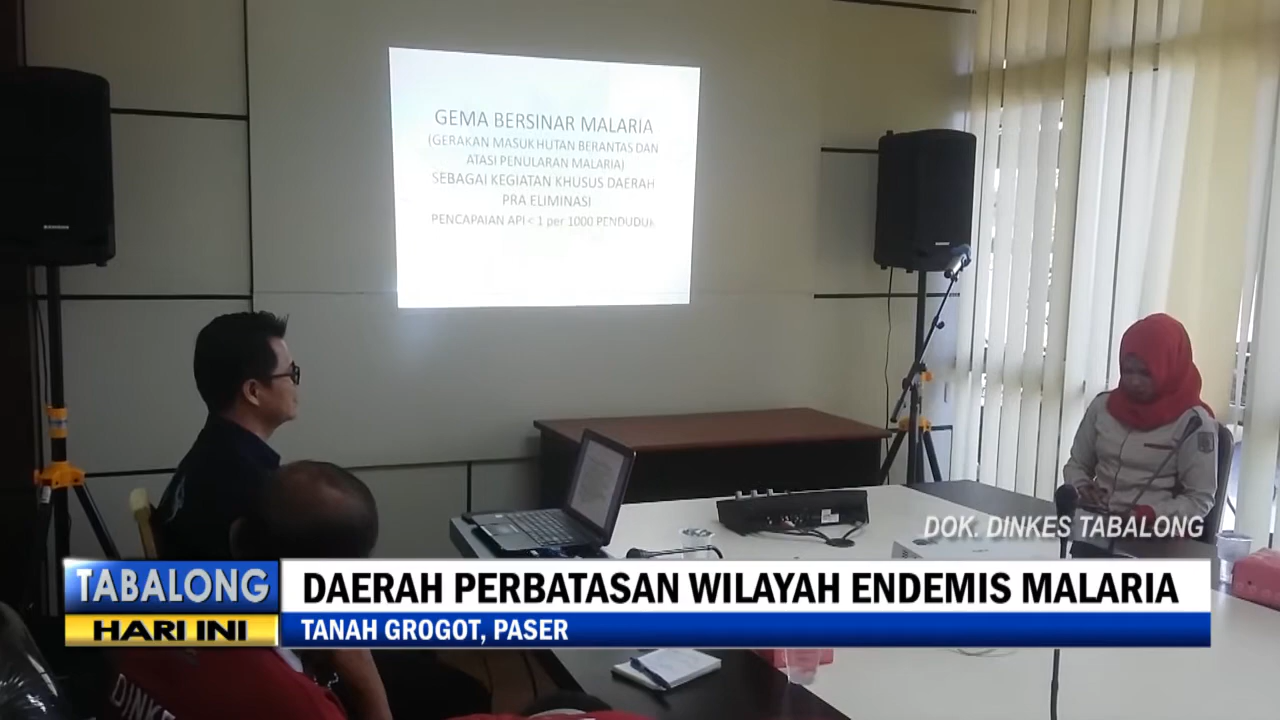 GEMA BERSINAR MALARIA
(GERAKAN MASUK HUTAN BERANTAS DAN
ATASI PENULARAN MALARIA)
SEBAGAI KEGIATAN KHUSUS DAERAH
PRA ELIMINASI
PENCAPAIAN API < 1 per 1000 PENDUDUK
DOK. DINKES TABALONG
TABALONG
HARI INI
DAERAH PERBATASAN WILAYAH ENDEMIS MALARIA
TANAH GROGOT, PASER
DINKES